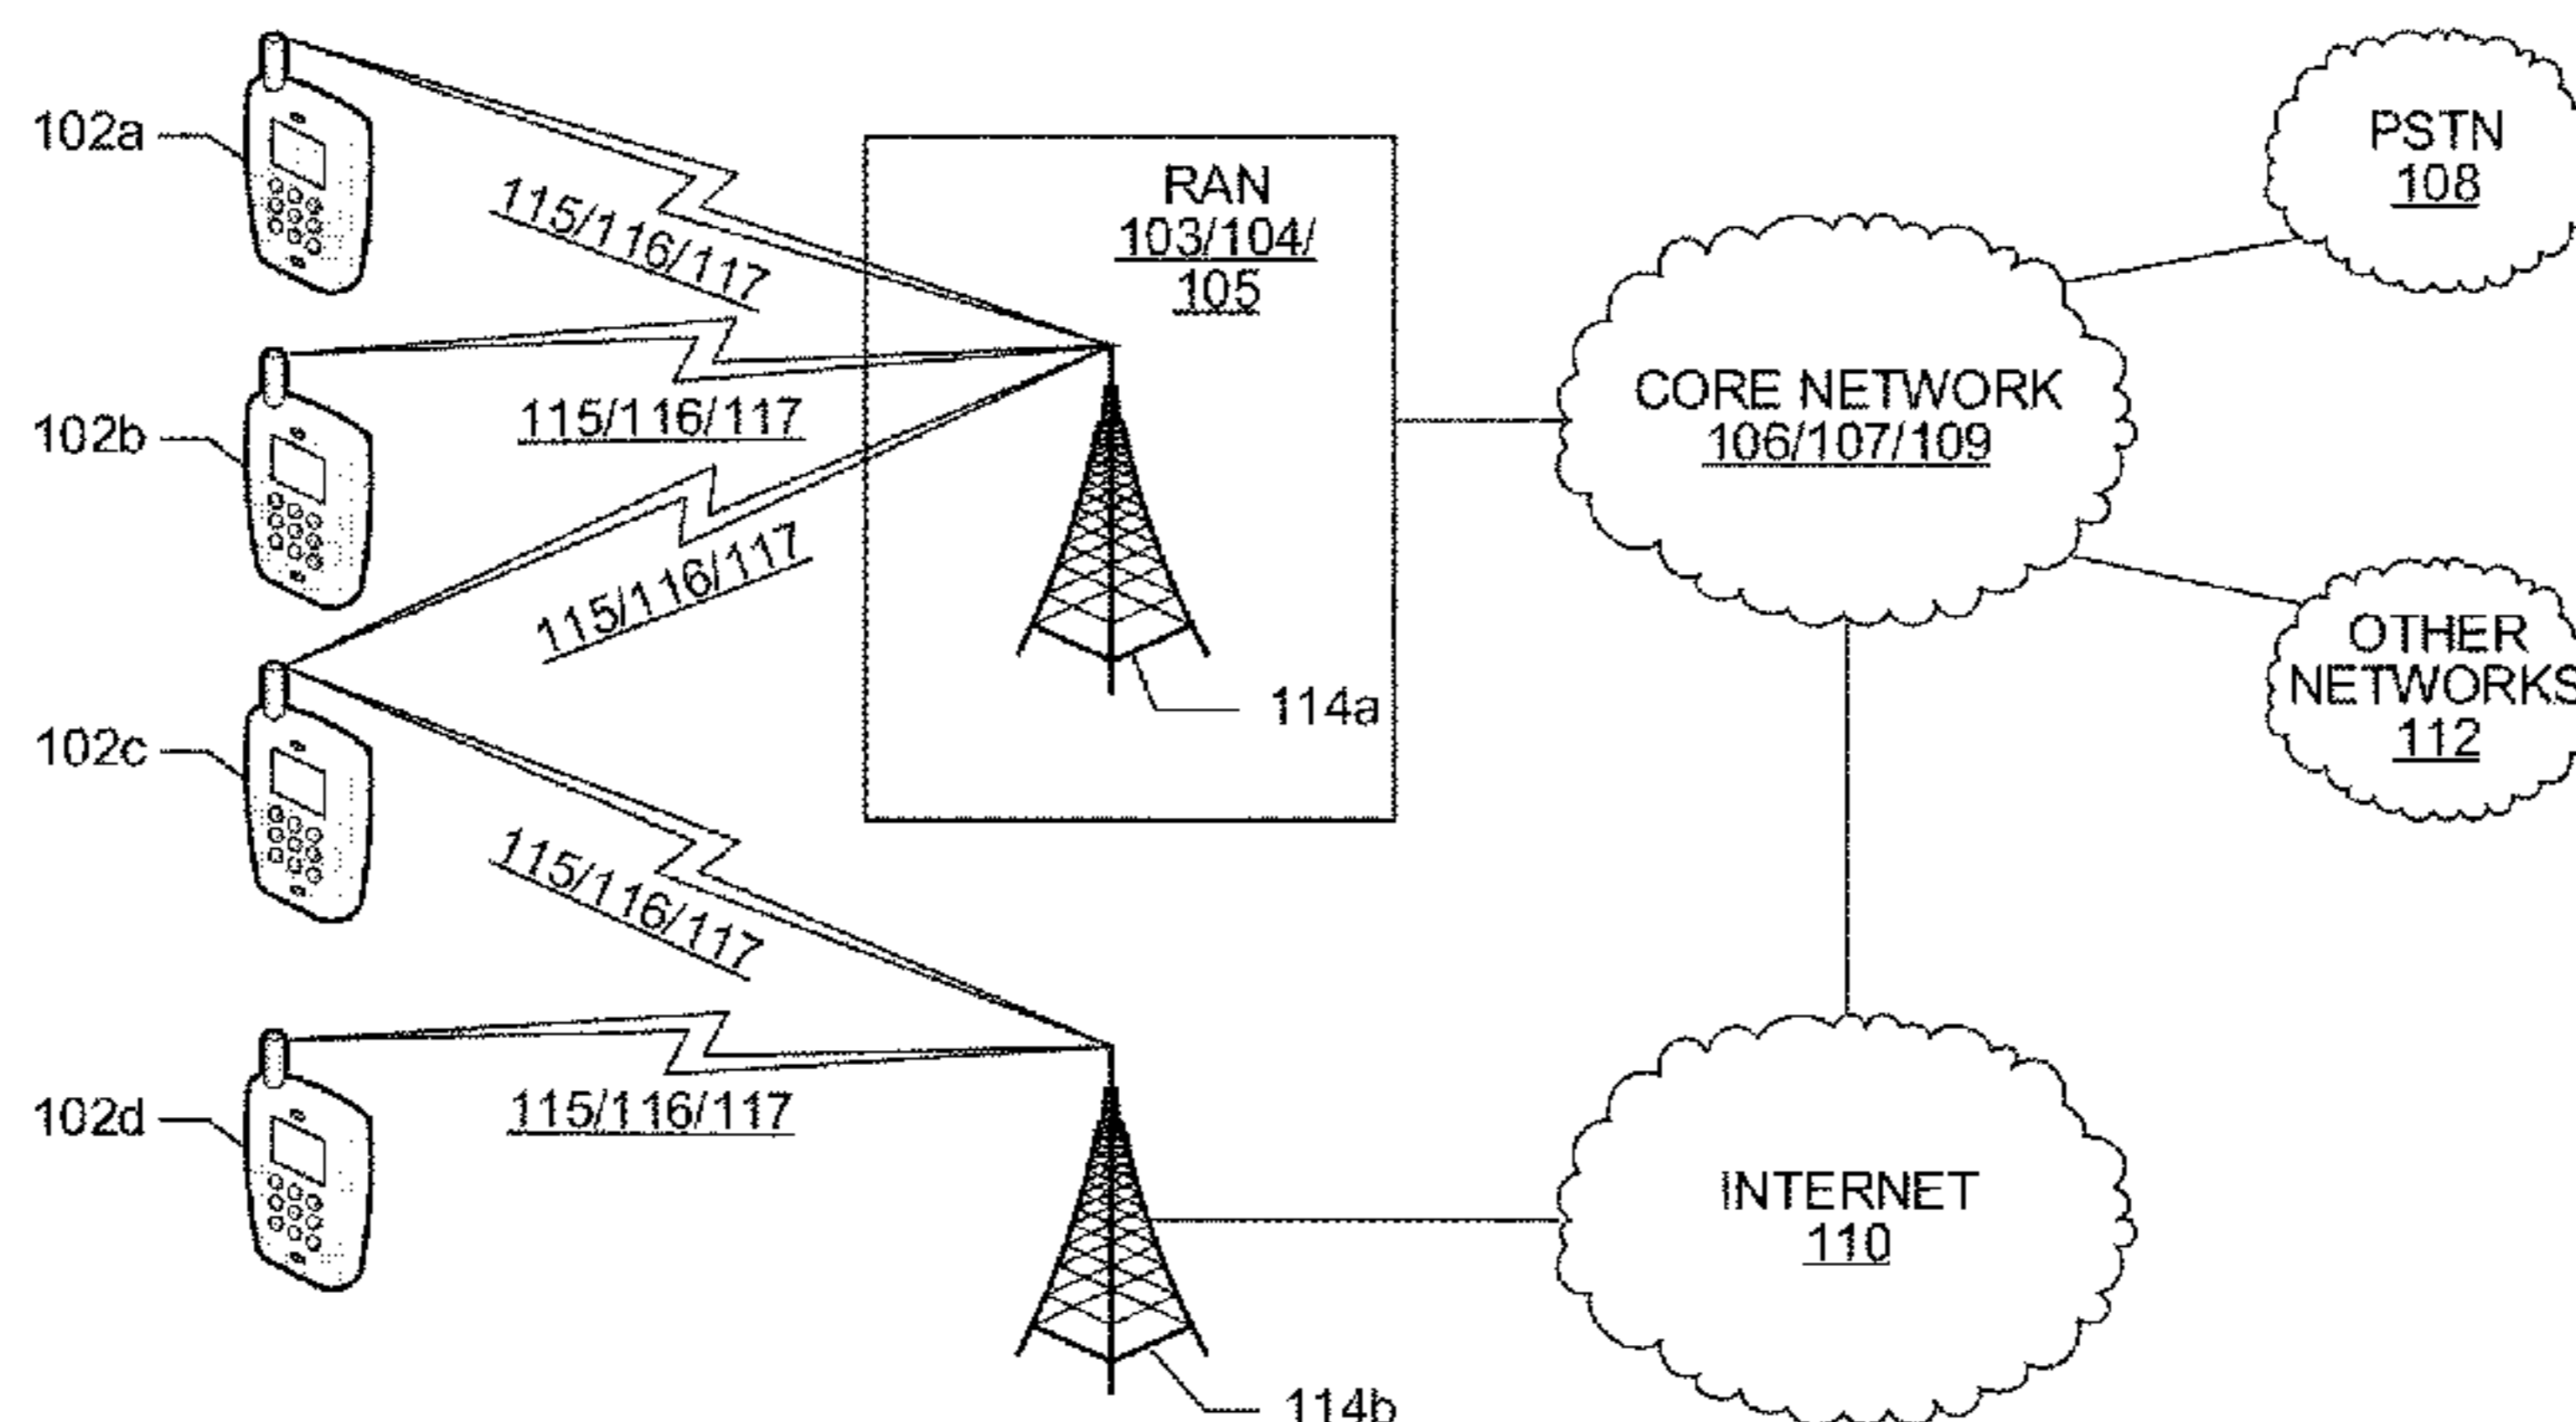 102a
115/116/117
RAN
103/104/
105
PSTN
108
102b
115/116/117
CORE NETWORK
106/107/109
115/116/117
114a
OTHER
NETWORKS
112
102c
115/116/117
102d
115/116/117
INTERNET
110
114b